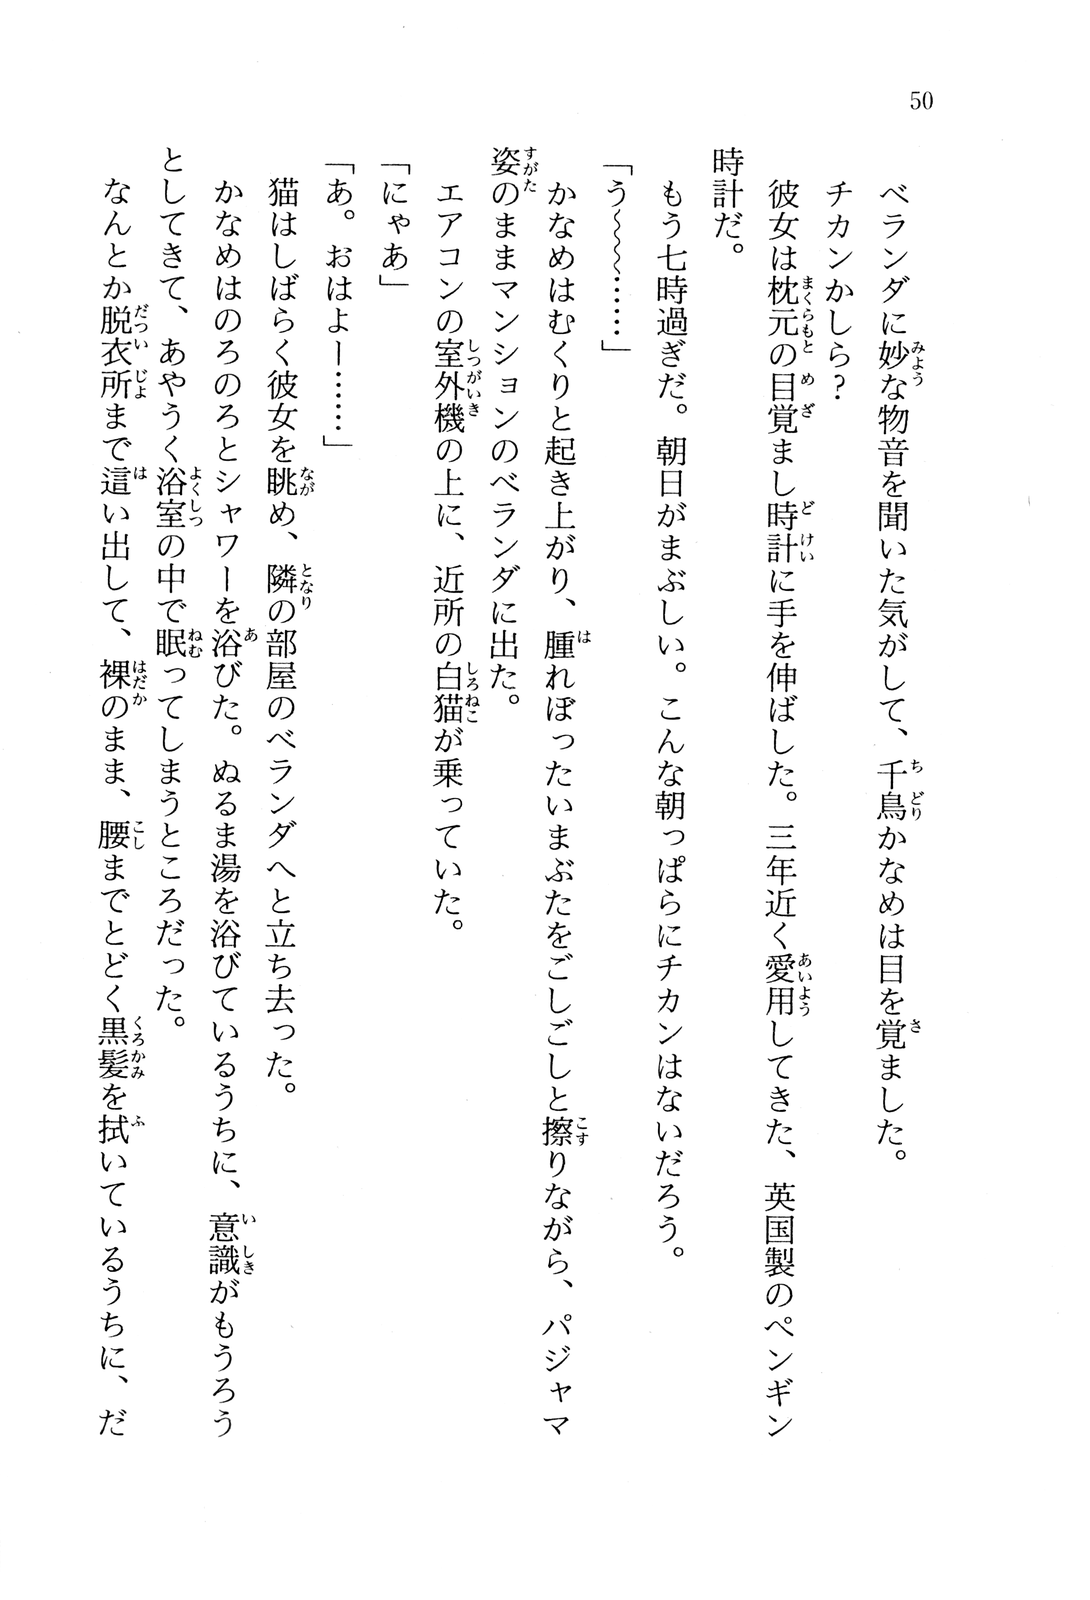 50
ベランダに妙な物音を聞いた気がして、千鳥かなめは目を覚ました。
チカンかしら?
彼女は枕元の目覚まし時計に手を伸ばした。三年近く愛用してきた、英国製のペンギン
時計だ。
もう七時過ぎだ。朝日がまぶしい。こんな朝っぱらにチカンはないだろう。
「う〜〜〜……」
かなめはむくりと起き上がり、腫れぼったいまぶたをごしごしと擦りながら、パジャマ
姿のままマンションのベランダに出た。
エアコンの室外機の上に、近所の白猫が乗っていた。
「にゃあ」
「あ。おはよー……」
猫はしばらく彼女を眺め、隣の部屋のベランダへと立ち去った。
かなめはのろのろとシャワーを浴びた。ぬるま湯を浴びているうちに、意識がもうろう
としてきて、あやうく浴室の中で眠ってしまうところだった。
なんとか脱衣所まで這い出して、裸のまま、腰までとどく黒髪を拭いているうちに、だ